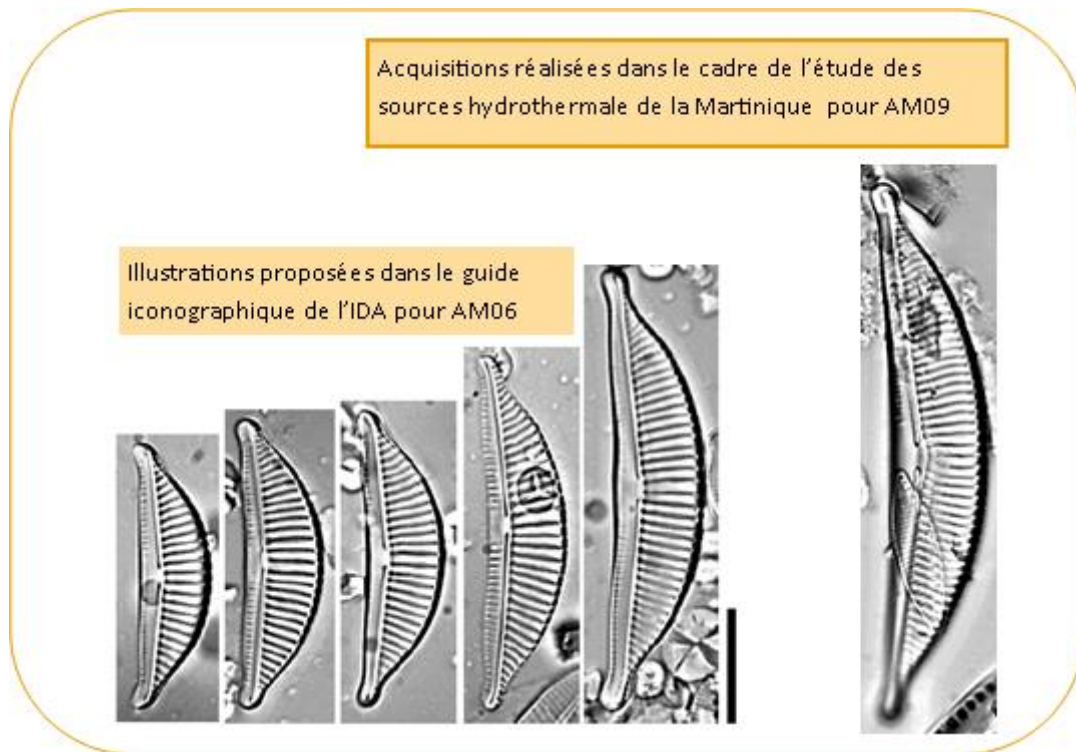 Acquisitions réalisées dans le cadre de l'étude des
sources hydrothermale de la Martinique pour AM09
Illustrations proposées dans le guide
iconographique de l'IDA pour AM06